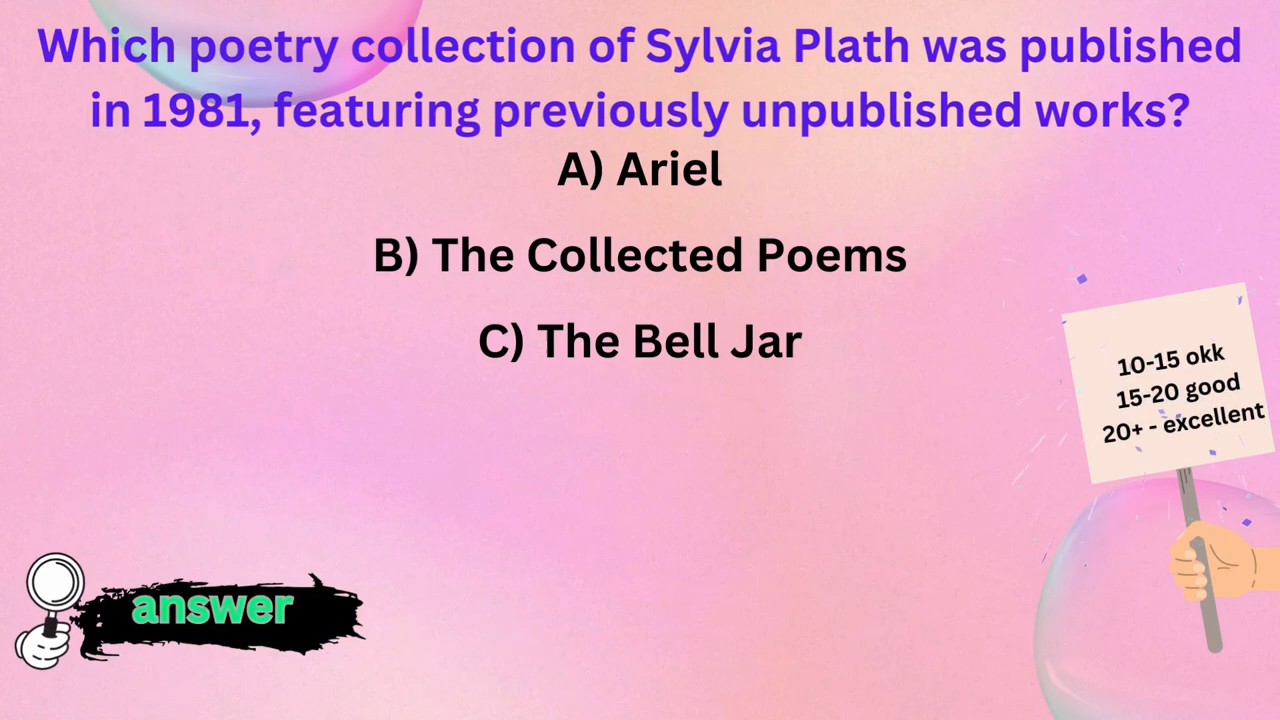 Which poetry collection of Sylvia Plath was published
in 1981, featuring previously unpublished works?
A) Ariel
B) The Collected Poems
C) The Bell Jar
10-15 okk
15-20 good
20+ - excellent
answer